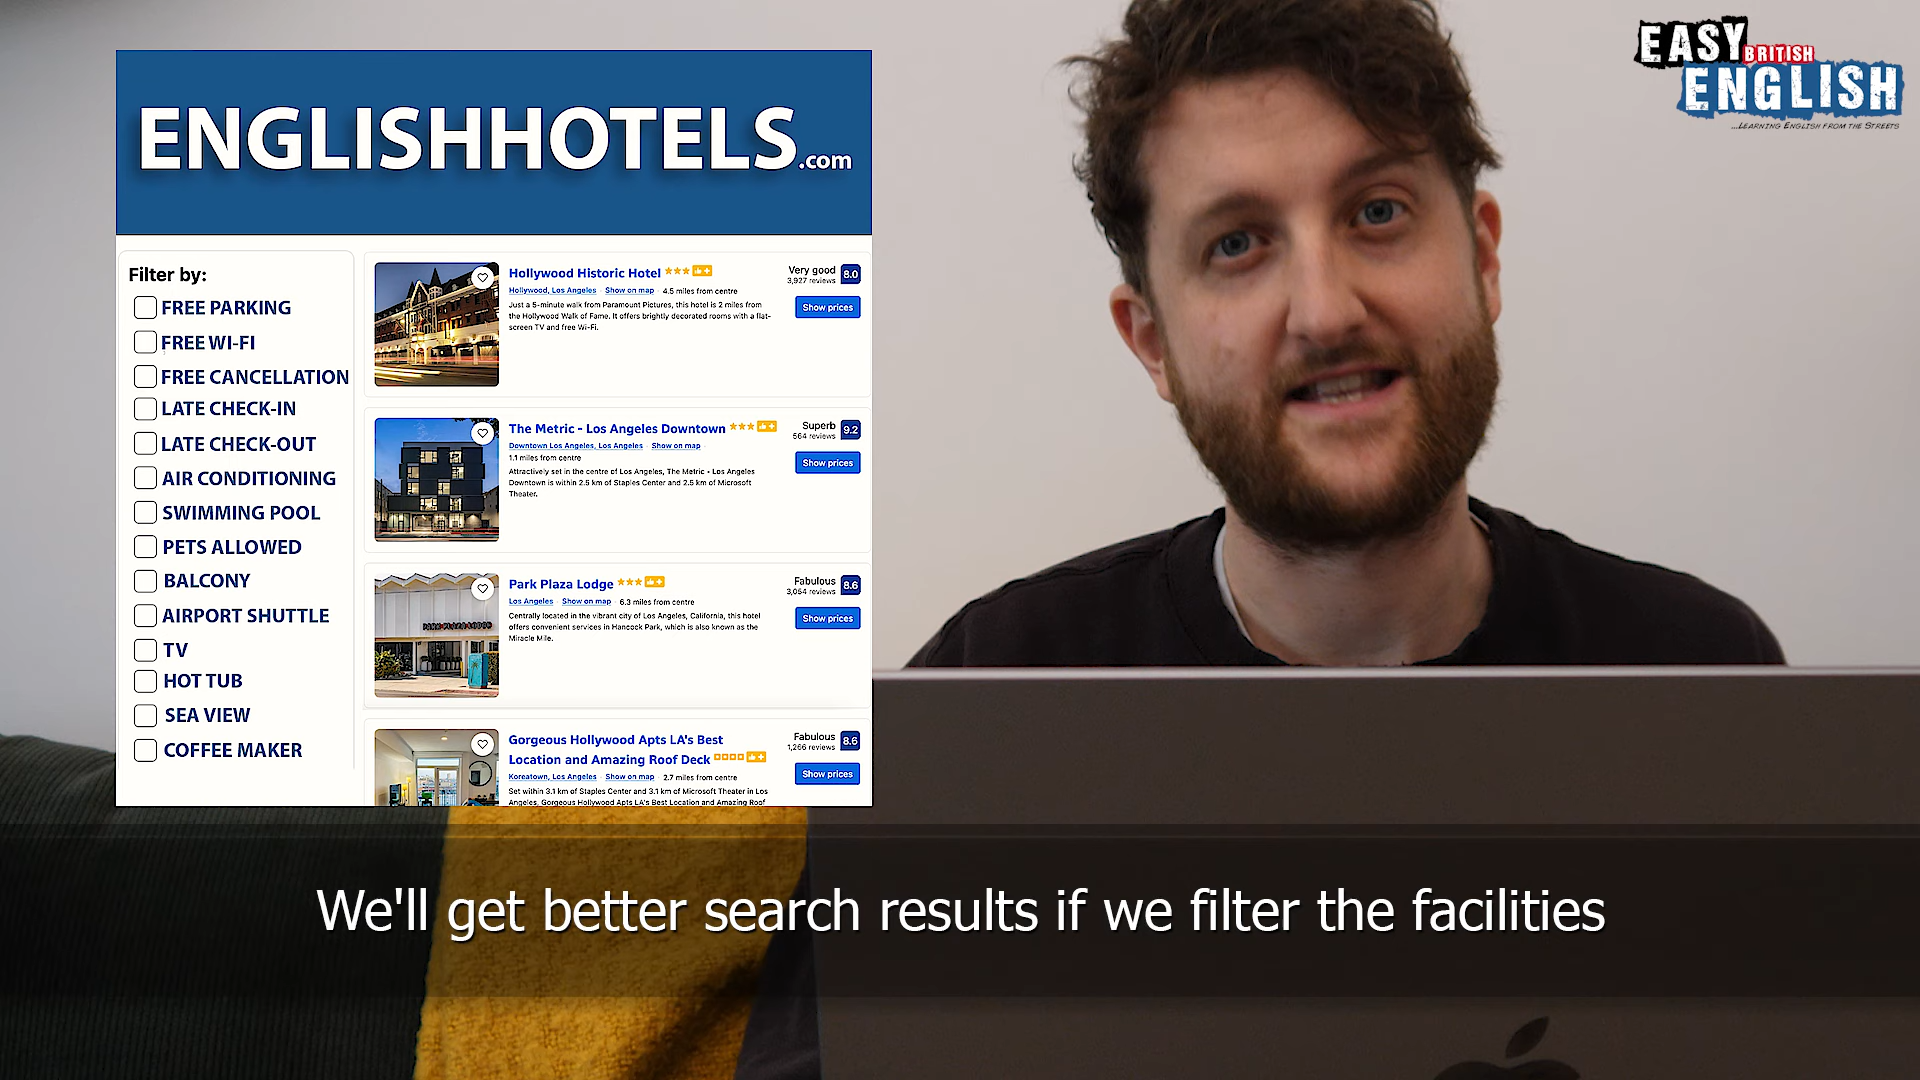 EASY
BRITISH
ENGLISH
...LEARNING ENGLISH FROM THE STREETS
ENGLISHHOTELS.com
Filter by:
FREE PARKING
FREE WI-FI
FREE CANCELLATION
LATE CHECK-IN
LATE CHECK-OUT
AIR CONDITIONING
SWIMMING POOL
PETS ALLOWED
BALCONY
AIRPORT SHUTTLE
TV
HOT TUB
SEA VIEW
COFFEE MAKER
Hollywood Historic Hotel
Very good 8.0
3,927 reviews
Hollywood, Los Angeles · Show on map · 4.5 miles from centre
Show prices
Just a 5-minute walk from Paramount Pictures, this hotel is 2 miles from
the Hollywood Walk of Fame. It offers brightly decorated rooms with a flat-
screen TV and free Wi-Fi.
The Metric - Los Angeles Downtown
Superb 9.2
564 reviews
Downtown Los Angeles, Los Angeles · Show on map ·
1.1 miles from centre
Show prices
Attractively set in the centre of Los Angeles, The Metric - Los Angeles
Downtown is within 2.5 km of Staples Center and 2.5 km of Microsoft
Theater.
PARK PLAZA LODGE
Park Plaza Lodge
Fabulous 8.6
3,054 reviews
Los Angeles · Show on map · 6.3 miles from centre
Show prices
Centrally located in the vibrant city of Los Angeles, California, this hotel
offers convenient services in Hancock Park, which is also known as the
Miracle Mile.
Gorgeous Hollywood Apts LA's Best
Location and Amazing Roof Deck
Fabulous 8.6
1,266 reviews
Koreatown, Los Angeles · Show on map · 2.7 miles from centre
Show prices
Set within 3.1 km of Staples Center and 3.1 km of Microsoft Theater in Los
Angeles, Gorgeous Hollywood Apts LA's Best Location and Amazing Roof
We'll get better search results if we filter the facilities